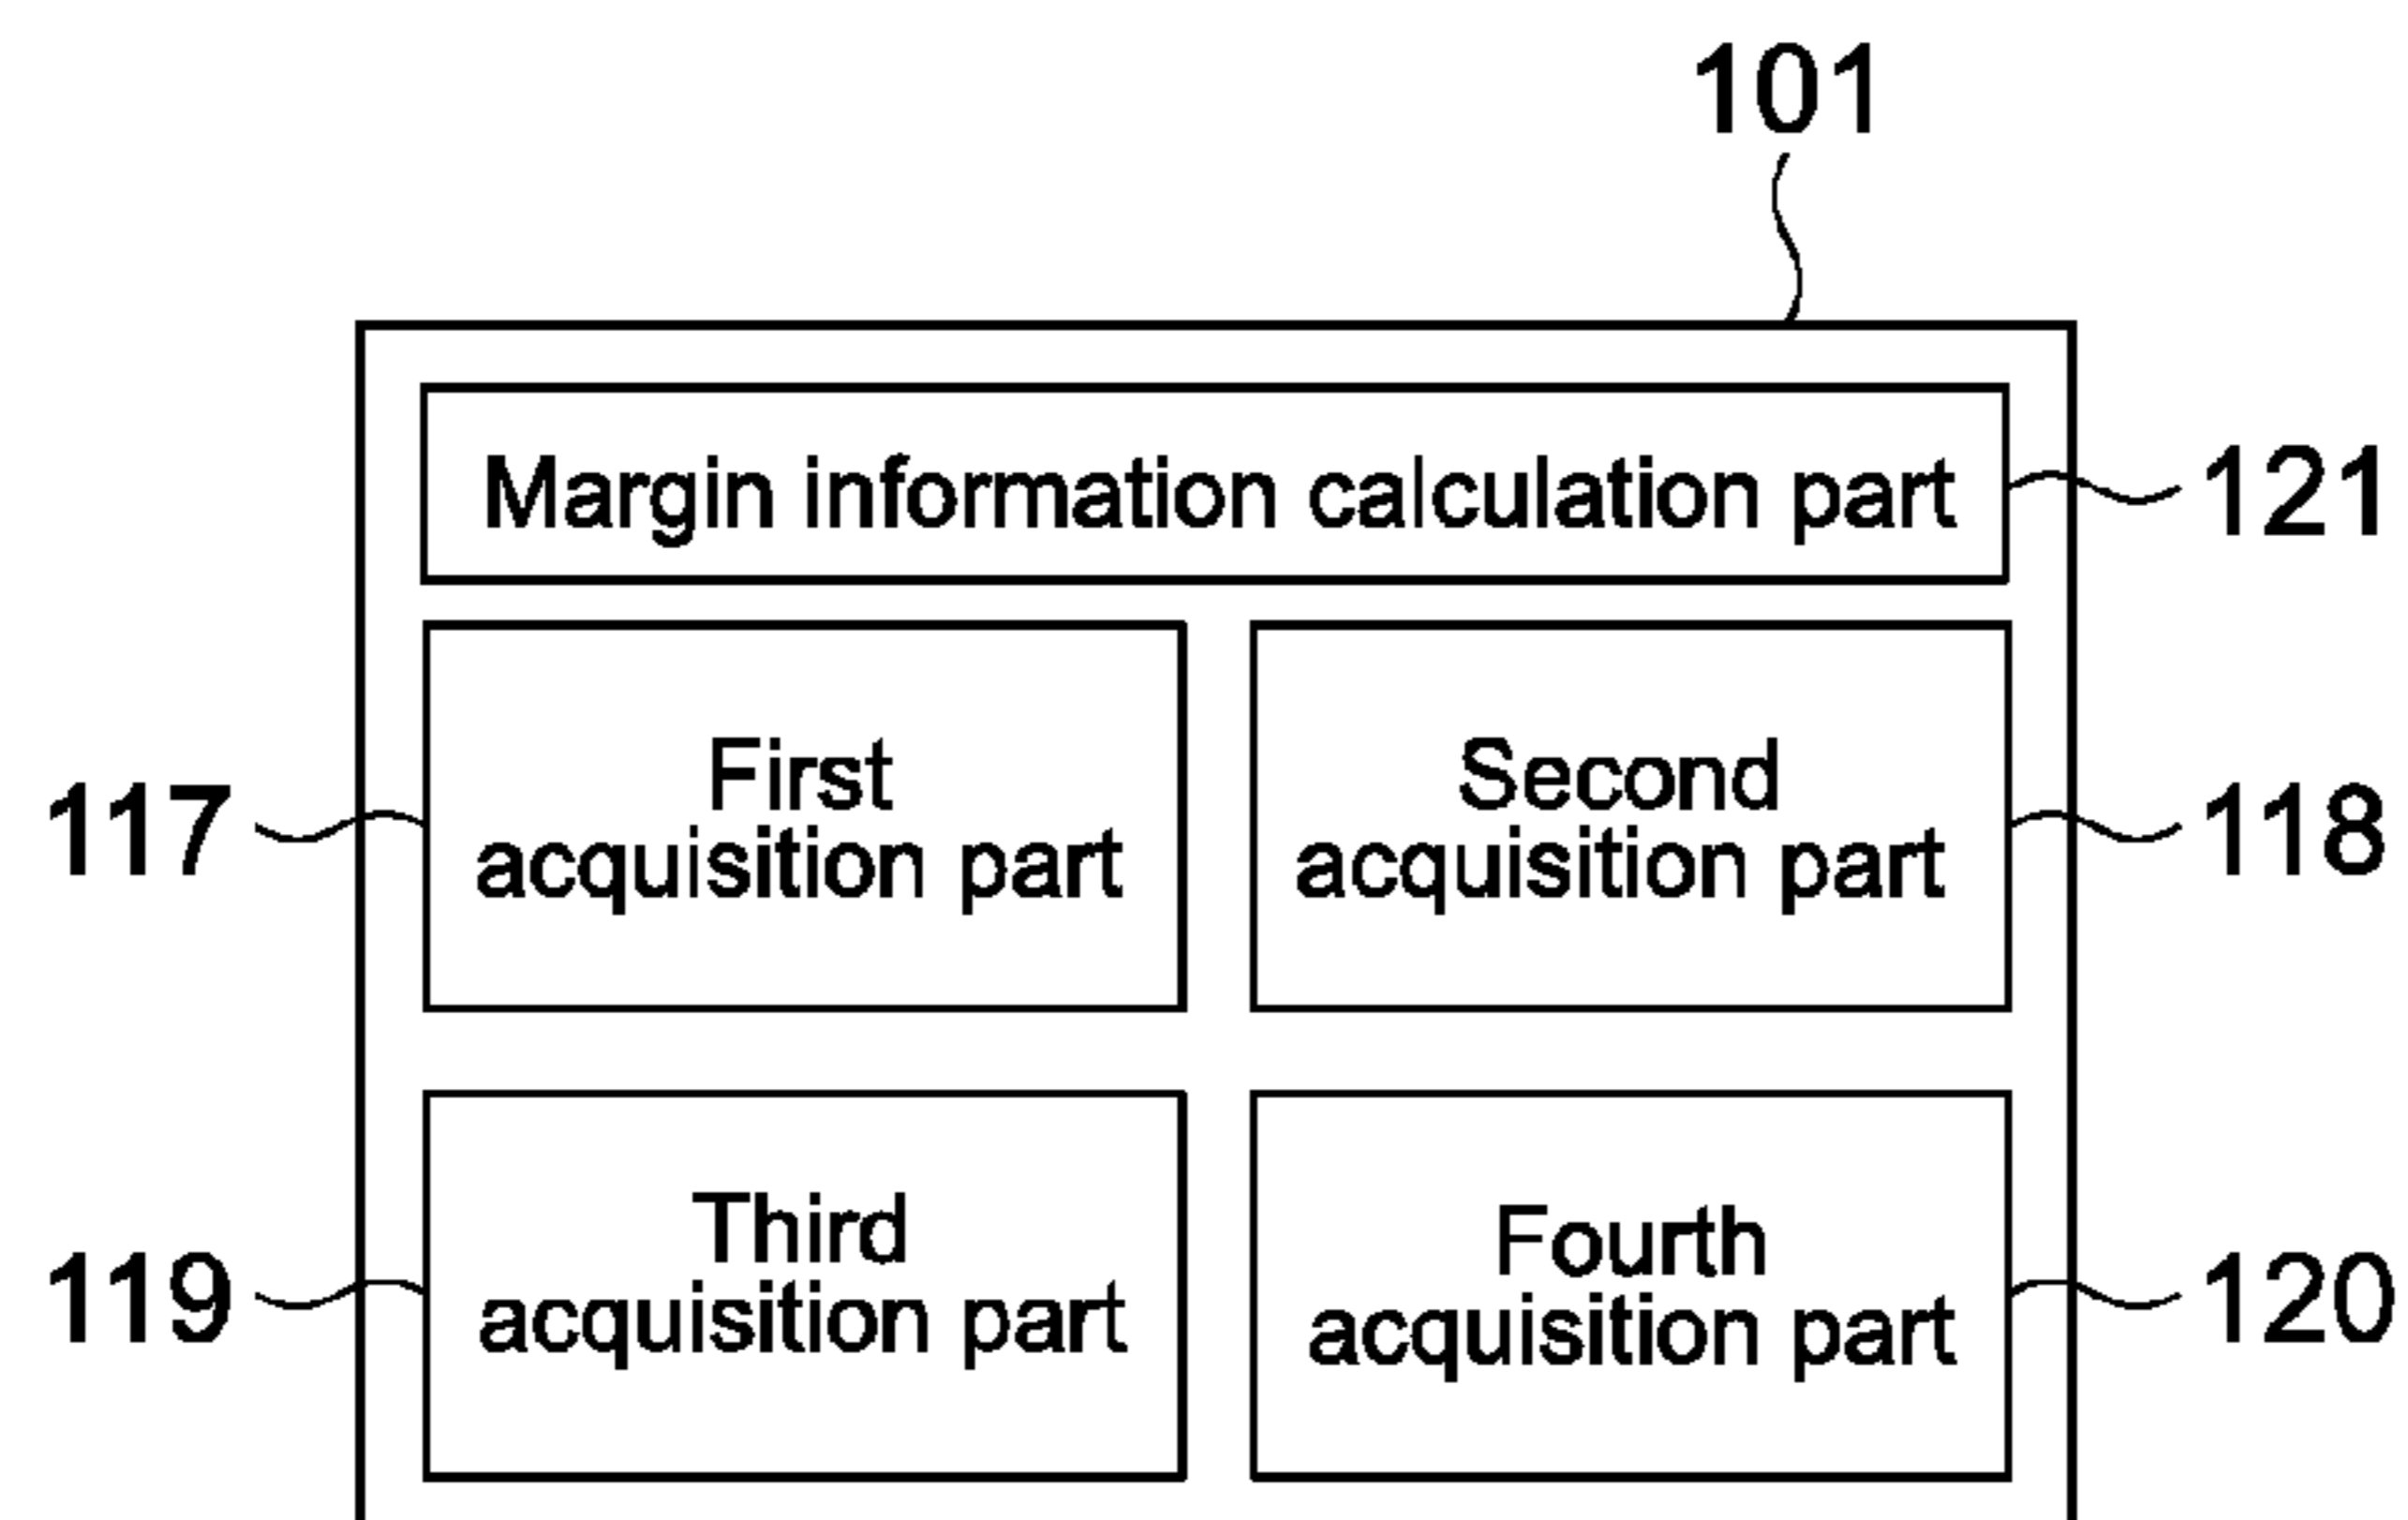 101
Margin information calculation part
121
First
acquisition part
117
Second
acquisition part
118
Third
acquisition part
119
Fourth
acquisition part
120